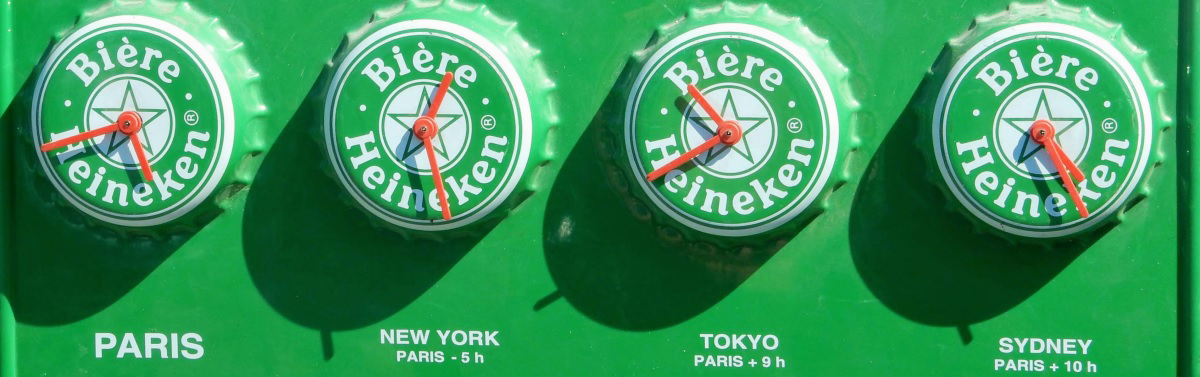 Bière
Heineken®
PARIS
Bière
Heineken®
NEW YORK
PARIS - 5 h
Bière
Heineken®
TOKYO
PARIS + 9 h
Bière
Heineken®
SYDNEY
PARIS + 10 h